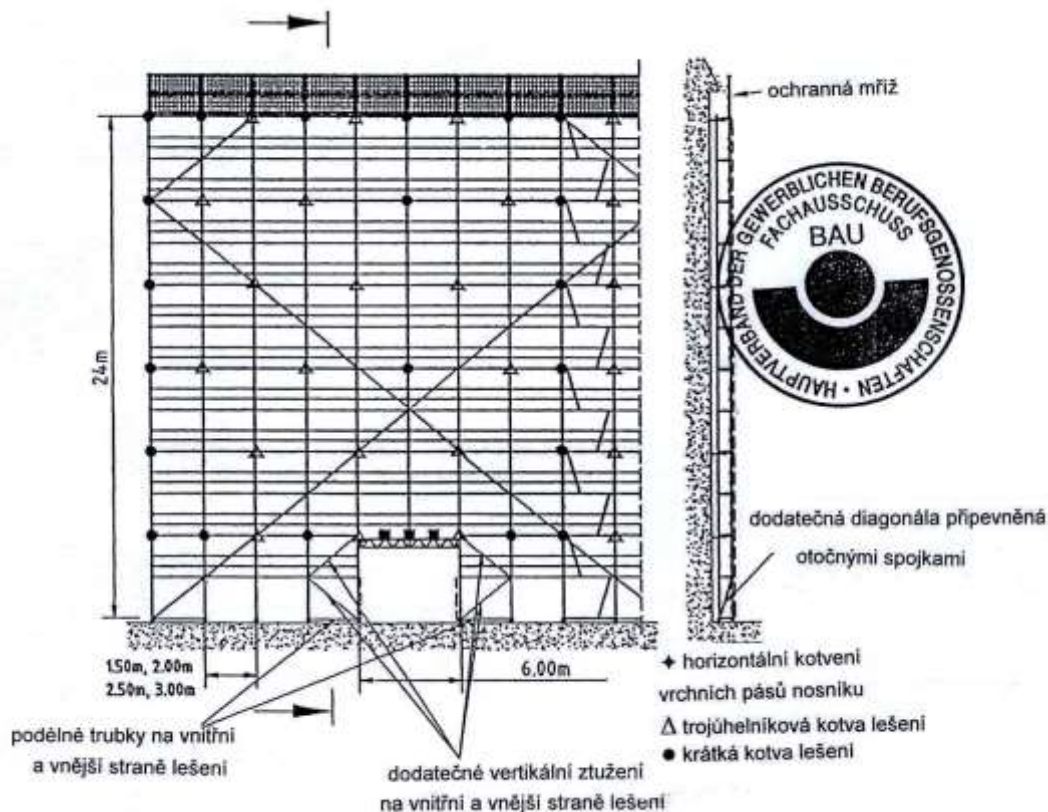 ochranná mříž
HAUPTVERBAND DER GEWERBLICHEN BERUFSGENOSSENSCHAFTEN •
FACHAUSSCHUSS
BAU
24m
dodatečná diagonála připevněná
otočnými spojkami
1.50m, 2.00m
2.50m, 3.00m
6.00m
horizontální kotvení
vrchních pásů nosníku
trojúhelníková kotva lešení
krátká kotva lešení
podélné trubky na vnitřní
a vnější straně lešení
dodatečné vertikální ztužení
na vnitřní a vnější straně lešení